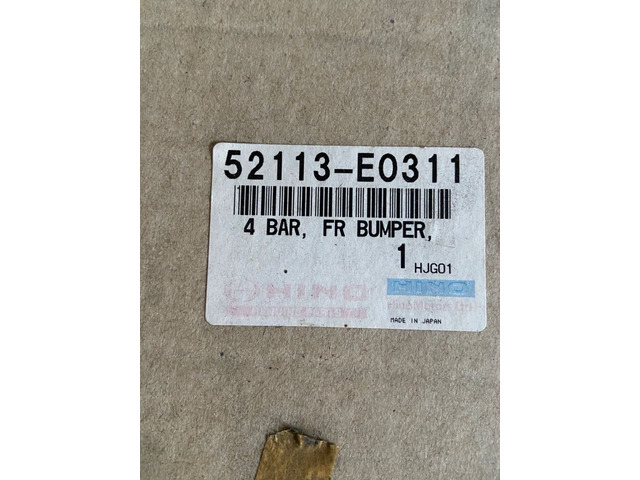 52113-E0311
4 BAR, FR BUMPER,
1 HJG01
HINO
MADE IN JAPAN